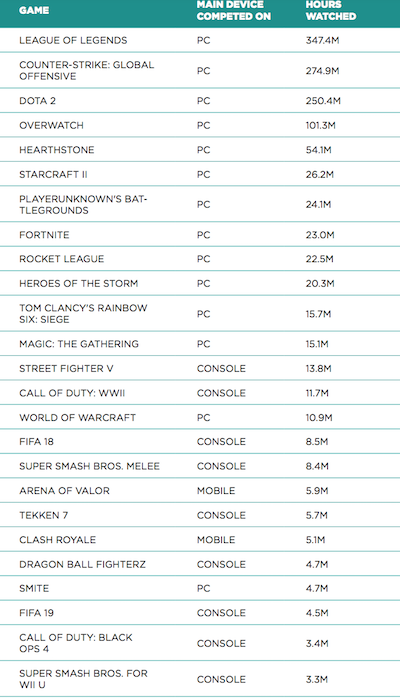 GAME MAIN DEVICE COMPETED ON HOURS WATCHED
LEAGUE OF LEGENDS PC 347.4M
COUNTER-STRIKE: GLOBAL
OFFENSIVE PC 274.9M
DOTA 2 PC 250.4M
OVERWATCH PC 101.3M
HEARTHSTONE PC 54.1M
STARCRAFT II PC 26.2M
PLAYERUNKNOWN'S BAT-
TLEGROUNDS PC 24.1M
FORTNITE PC 23.0M
ROCKET LEAGUE PC 22.5M
HEROES OF THE STORM PC 20.3M
TOM CLANCY'S RAINBOW
SIX: SIEGE PC 15.7M
MAGIC: THE GATHERING PC 15.1M
STREET FIGHTER V CONSOLE 13.8M
CALL OF DUTY: WWII CONSOLE 11.7M
WORLD OF WARCRAFT PC 10.9M
FIFA 18 CONSOLE 8.5M
SUPER SMASH BROS. MELEE CONSOLE 8.4M
ARENA OF VALOR MOBILE 5.9M
TEKKEN 7 CONSOLE 5.7M
CLASH ROYALE MOBILE 5.1M
DRAGON BALL FIGHTERZ CONSOLE 4.7M
SMITE PC 4.7M
FIFA 19 CONSOLE 4.5M
CALL OF DUTY: BLACK
OPS 4 CONSOLE 3.4M
SUPER SMASH BROS. FOR
WII U CONSOLE 3.3M